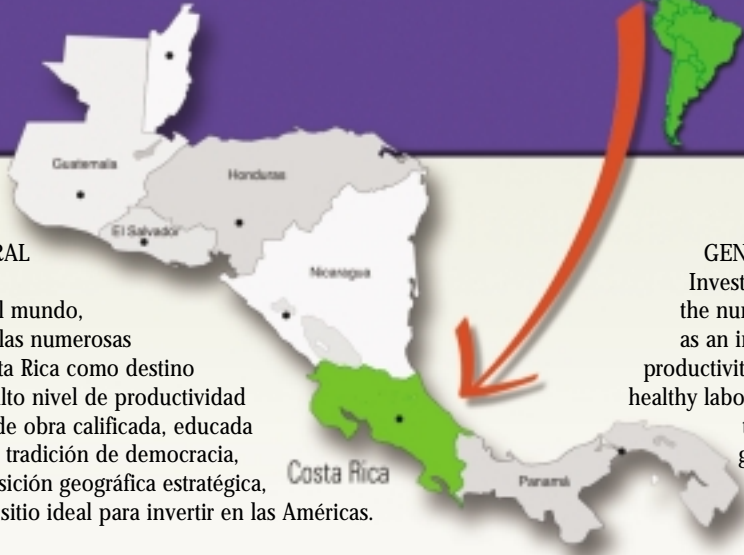 Guatemala
Honduras
El Salvador
Nicaragua
Costa Rica
Panamá
RAL
l mundo,
las numerosas
ta Rica como destino
lto nivel de productividad
de obra calificada, educada
tradición de democracia,
sición geográfica estratégica,
sitio ideal para invertir en las Américas.
GEN
Invest
the nur
as an in
productivit
healthy labo
t
g